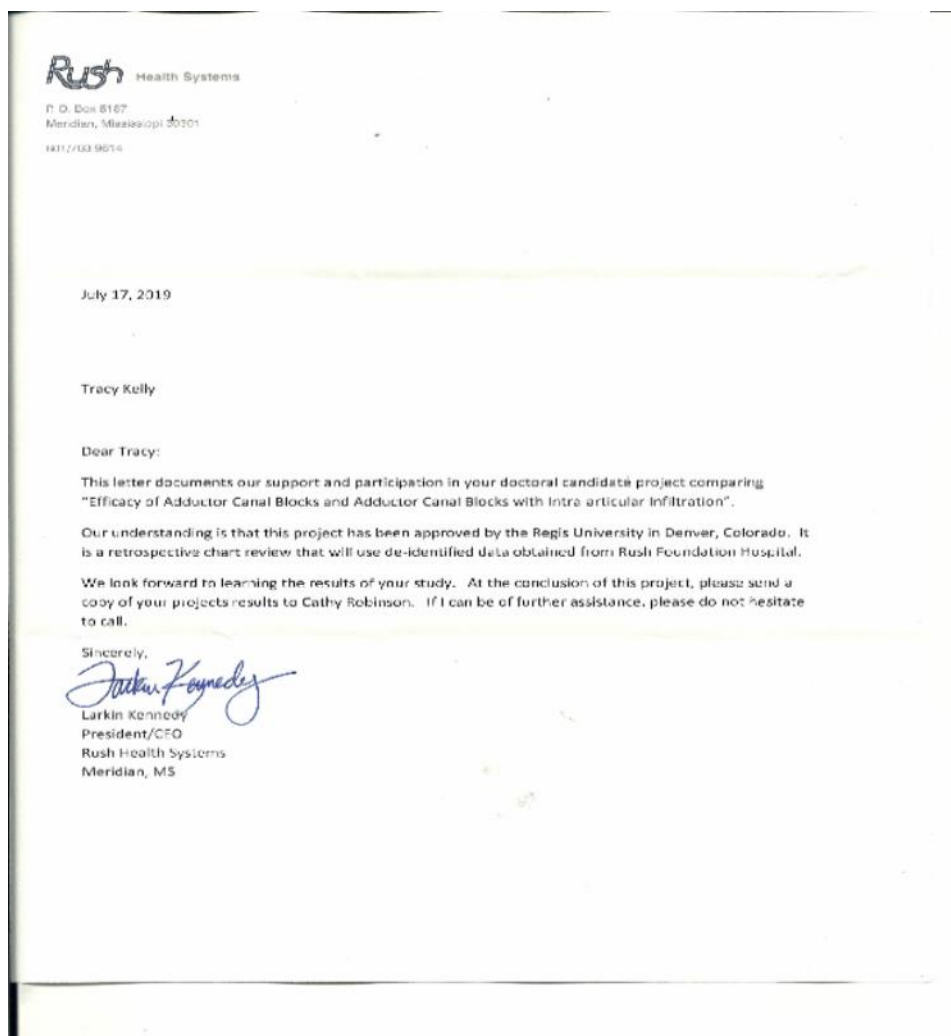 Rush Health Systems
P. O. Box
Meridian, Mississippi
July 17, 2019
Tracy Kelly
Dear Tracy:
This letter documents our support and participation in your doctoral candidate project comparing
"Efficacy of Adductor Canal Blocks and Adductor Canal Blocks with Intra articular Infiltration".
Our understanding is that this project has been approved by the Regis University in Denver, Colorado. It
is a retrospective chart review that will use de-identified data obtained from Rush Foundation Hospital.
We look forward to learning the results of your study. At the conclusion of this project, please send a
copy of your projects results to Cathy Robinson. If I can be of further assistance, please do not hesitate
to call.
Sincerely,
Larkin Kennedy
Larkin Kennedy
President/CEO
Rush Health Systems
Meridian, MS